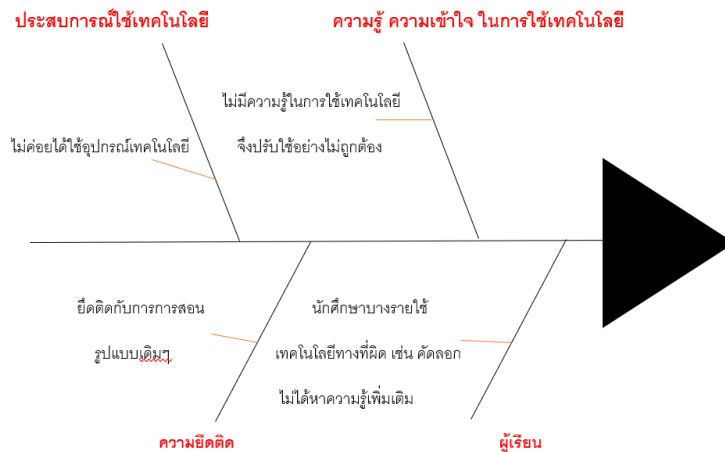 ประสบการณ์ใช้เทคโนโลยี
ความรู้ ความเข้าใจ ในการใช้เทคโนโลยี
ไม่มีความรู้ในการใช้เทคโนโลยี
จึงปรับใช้อย่างไม่ถูกต้อง
ไม่ค่อยได้ใช้อุปกรณ์เทคโนโลยี
ยึดติดกับการการสอน
รูปแบบเดิมๆ
นักศึกษาบางรายใช้
เทคโนโลยีทางที่ผิด เช่น คัดลอก
ไม่ได้หาความรู้เพิ่มเติม
ความยึดติด
ผู้เรียน